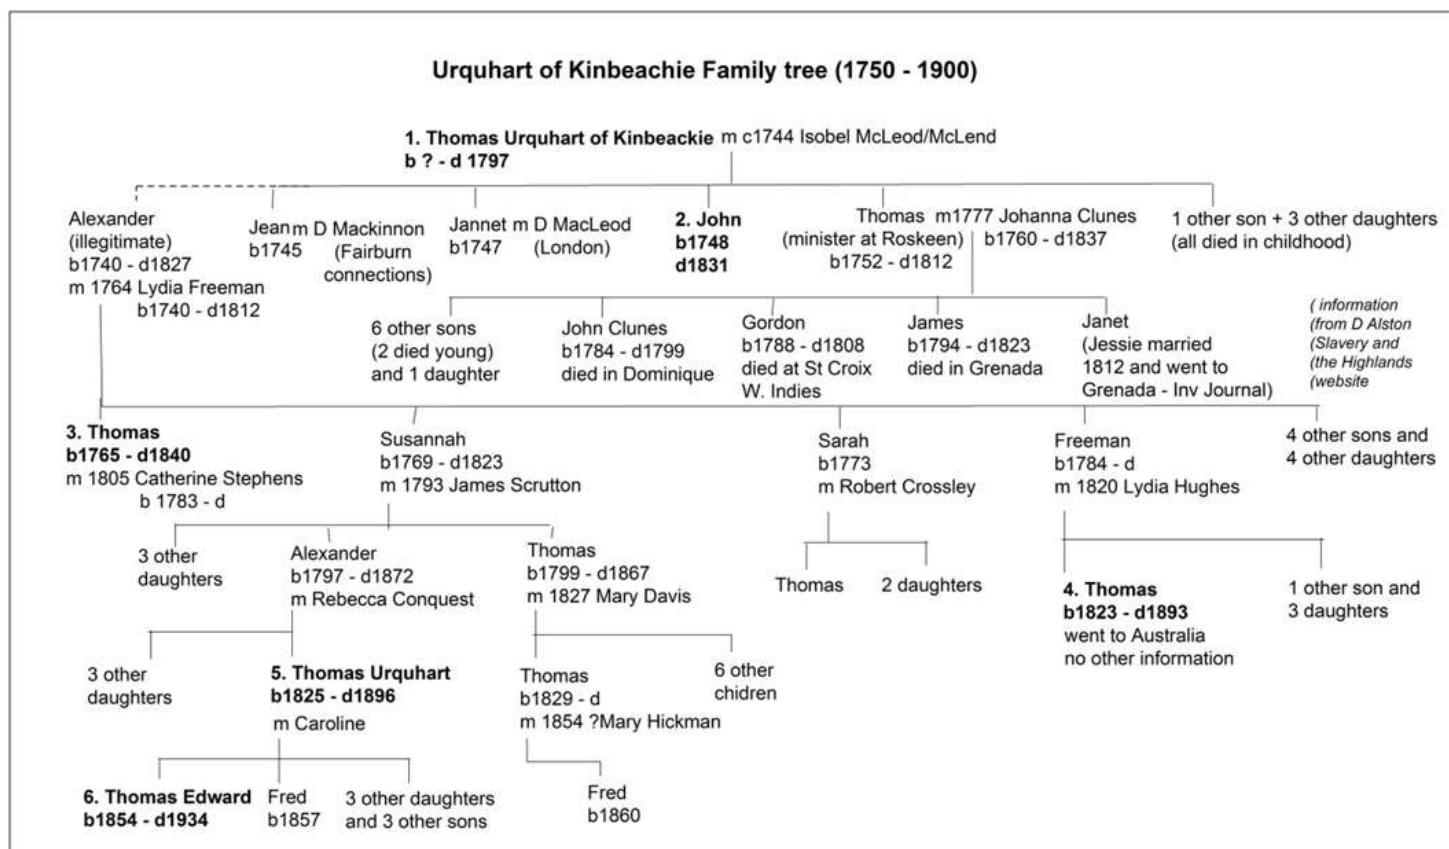 Urquhart of Kinbeachie Family tree (1750 - 1900)
1. Thomas Urquhart of Kinbeackie m c1744 Isobel McLeod/McLend
b ? - d 1797
Alexander
(illegitimate)
b1740 - d1827
m 1764 Lydia Freeman
b1740 - d1812
Jean m D Mackinnon
b1745 (Fairburn
connections)
Jannet m D MacLeod
b1747 (London)
2. John
b1748
d1831
Thomas m1777 Johanna Clunes
(minister at Roskeen) b1760 - d1837
b1752 - d1812
1 other son + 3 other daughters
(all died in childhood)
6 other sons
(2 died young)
and 1 daughter
John Clunes
b1784 - d1799
died in Dominique
Gordon
b1788 - d1808
died at St Croix
W. Indies
James
b1794 - d1823
died in Grenada
Janet
(Jessie married
1812 and went to
Grenada - Inv Journal)
( information
(from D Alston
(Slavery and
(the Highlands
(website
3. Thomas
b1765 - d1840
m 1805 Catherine Stephens
b 1783 - d
Susannah
b1769 - d1823
m 1793 James Scrutton
Sarah
b1773
m Robert Crossley
Freeman
b1784 - d
m 1820 Lydia Hughes
4 other sons and
4 other daughters
3 other
daughters
Alexander
b1797 - d1872
m Rebecca Conquest
Thomas
b1799 - d1867
m 1827 Mary Davis
Thomas
2 daughters
4. Thomas
b1823 - d1893
went to Australia
no other information
1 other son and
3 daughters
3 other
daughters
5. Thomas Urquhart
b1825 - d1896
m Caroline
Thomas
b1829 - d
m 1854 ?Mary Hickman
6 other
chidren
6. Thomas Edward
b1854 - d1934
Fred
b1857
3 other daughters
and 3 other sons
Fred
b1860